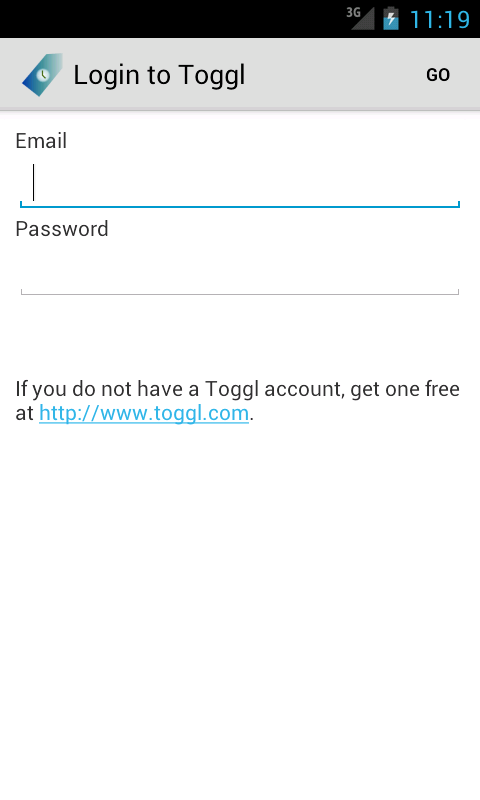 3G 11:19
Login to Toggl GO
Email
Password
If you do not have a Toggl account, get one free
at http://www.toggl.com.